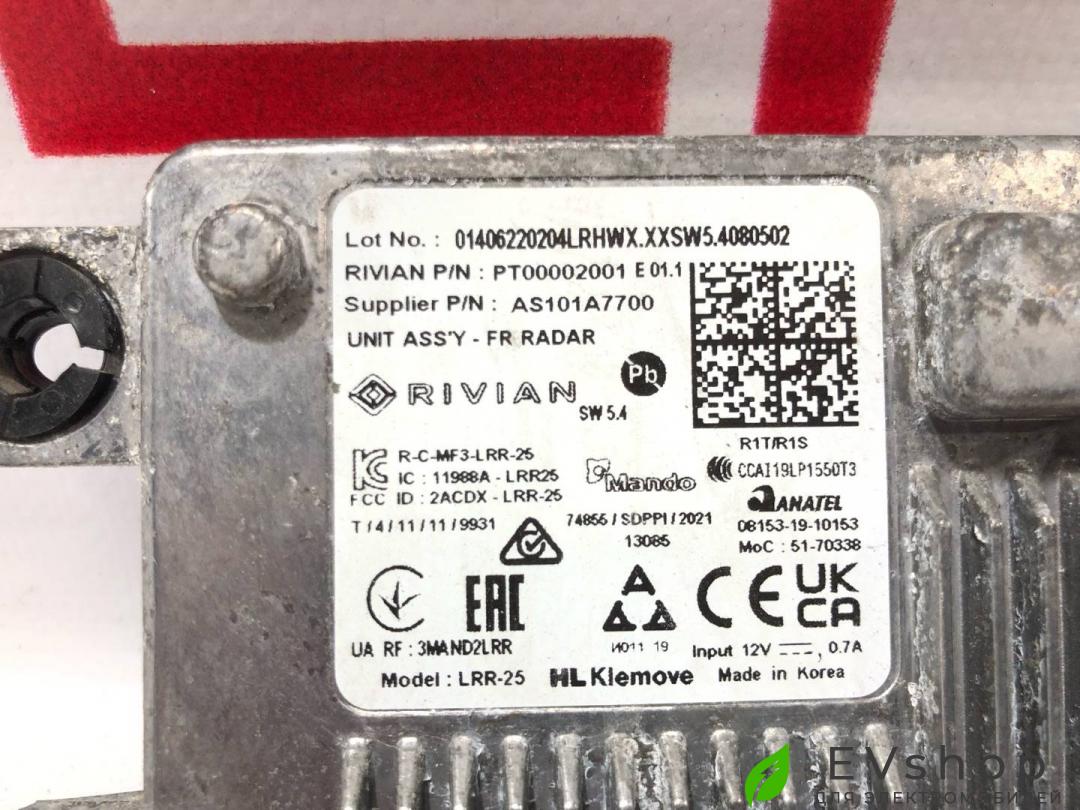 Lot No. : 01406220204LRHWX.XXSW5.4080502
RIVIAN P/N : PT00002001 E 01.1
Supplier P/N : AS101A7700
UNIT ASS'Y - FR RADAR
Pb
RIVIAN
SW 5.4
R1T/R1S
R-C-MF3-LRR-25
IC : 11988A - LRR25
FCC ID : 2ACDX - LRR-25
Mando
CCAI19LP1550T3
ANATEL
T/4/11/11/9931
74855/SDPPI/2021
13085
08153-19-10153
MoC : 51-70338
EAC
A
CE
UK
CA
UA RF : 3MAND2LRR
И011 19
Input 12V ⎓, 0.7A
Model : LRR-25
HL Klemove
Made in Korea
EVshop
ДЛЯ ЭЛЕКТРОМОБИЛЕЙ